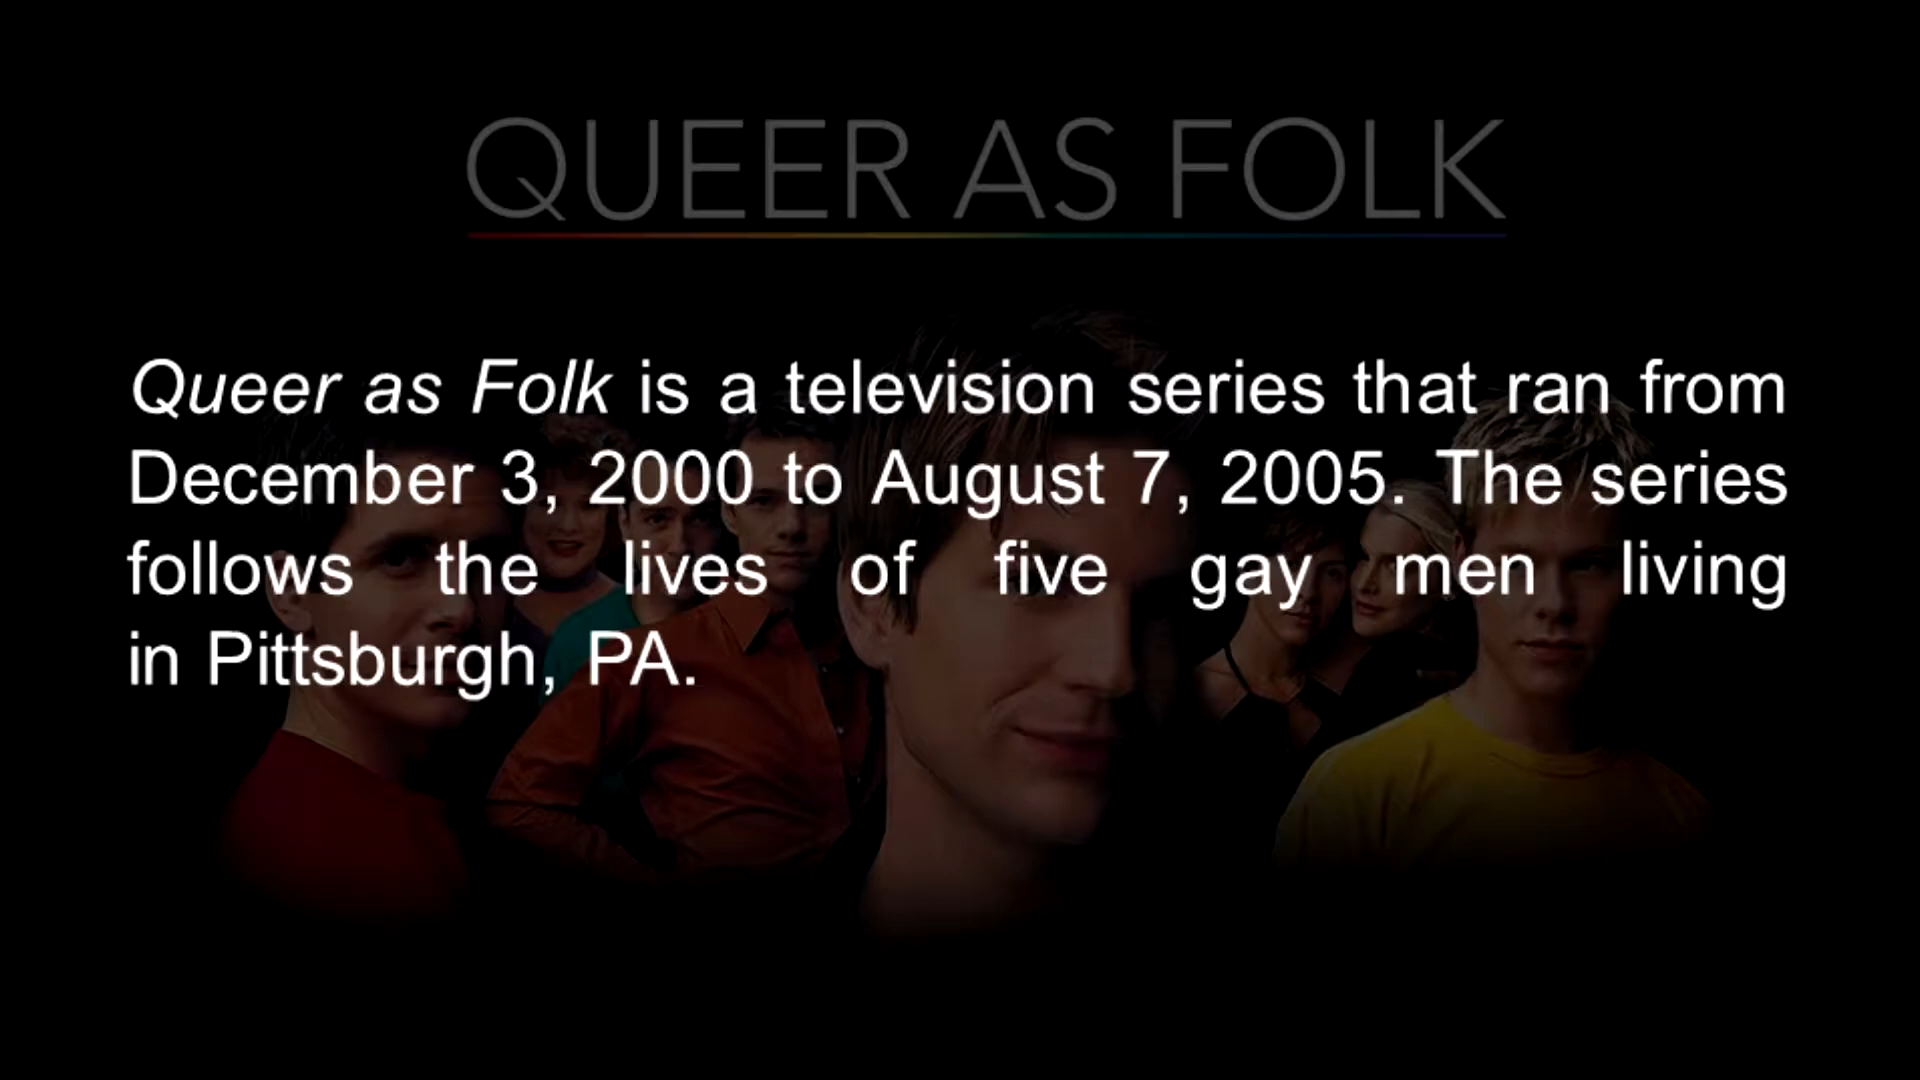 QUEER AS FOLK
Queer as Folk is a television series that ran from
December 3, 2000 to August 7, 2005. The series
follows the lives of five gay men living
in Pittsburgh, PA.